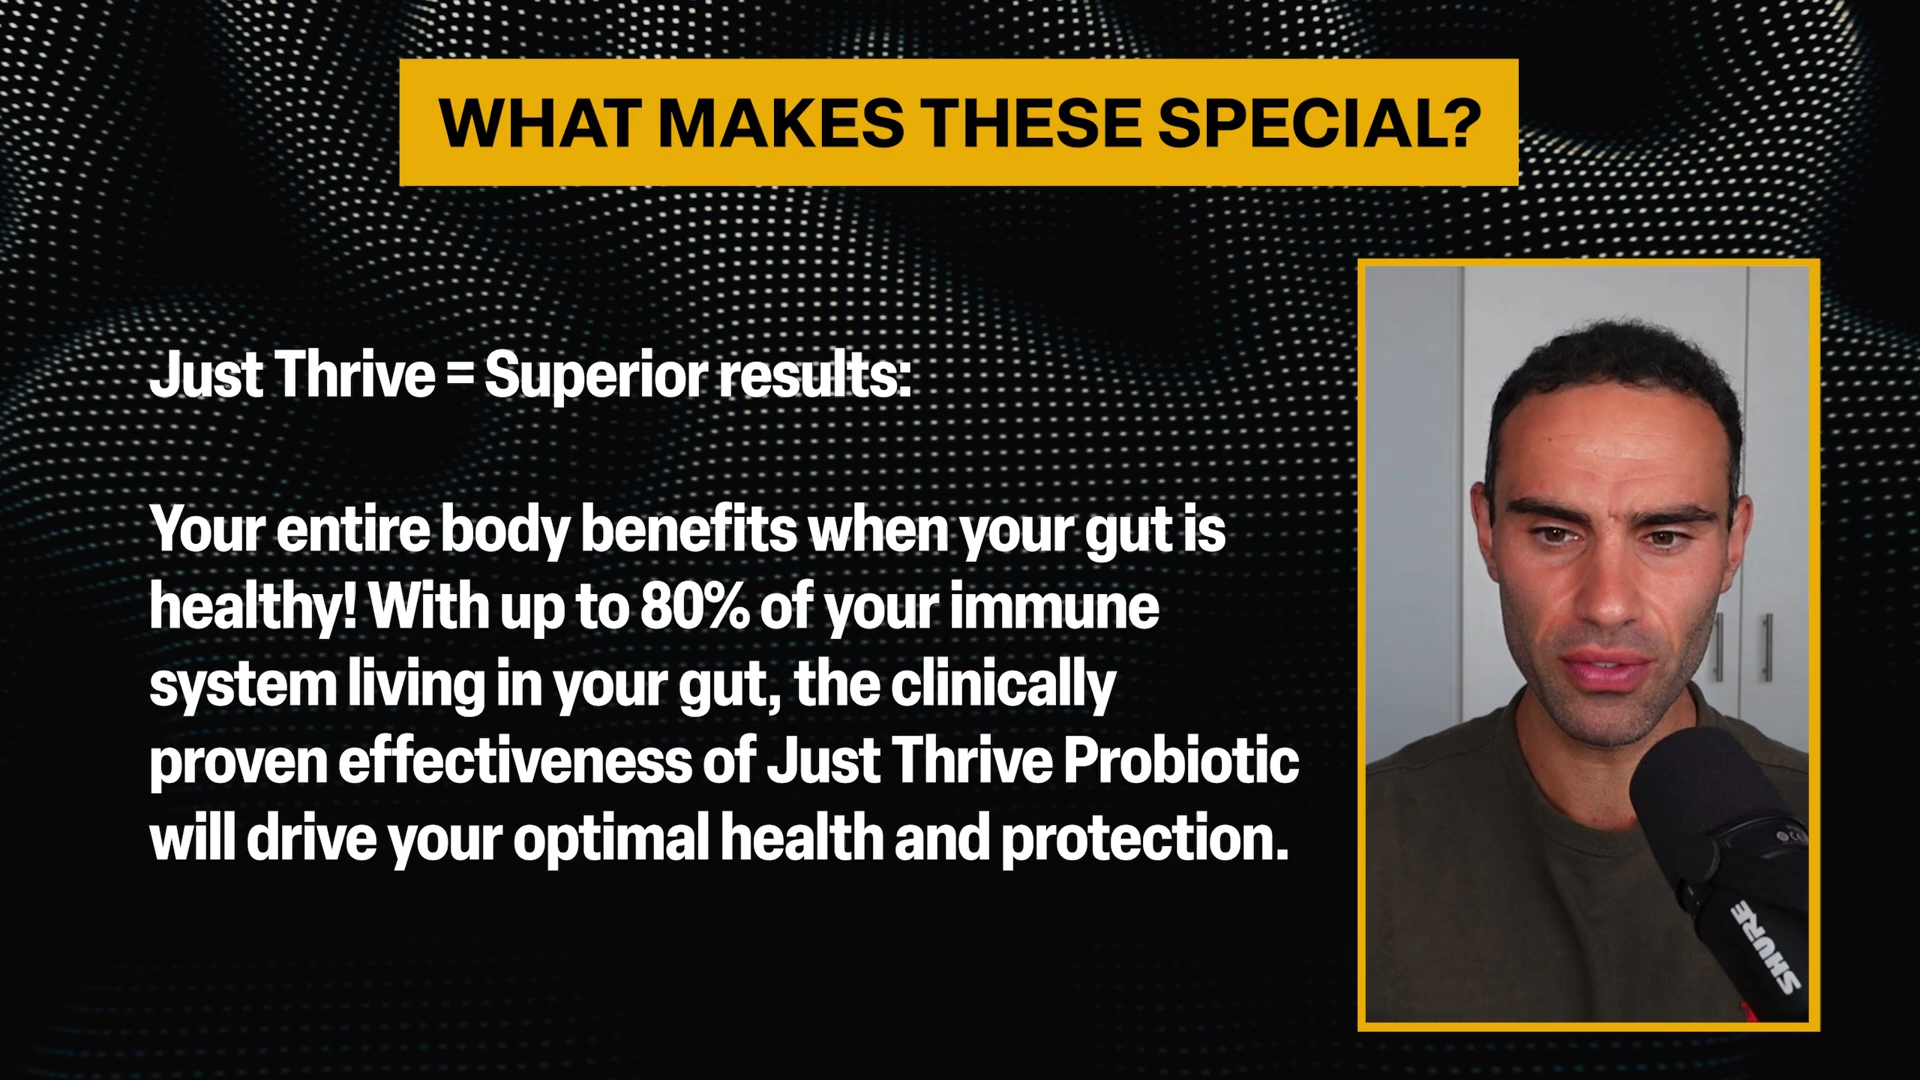 WHAT MAKES THESE SPECIAL?
Just Thrive = Superior results:
Your entire body benefits when your gut is
healthy! With up to 80% of your immune
system living in your gut, the clinically
proven effectiveness of Just Thrive Probiotic
will drive your optimal health and protection.
SHURE